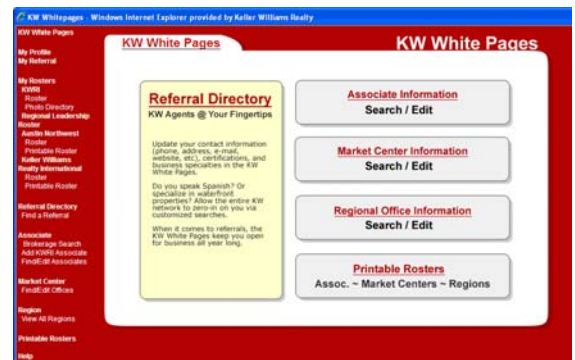 KW Whitepages - Windows Internet Explorer provided by Keller Williams Realty
KW White Pages
My Profile
My Referral
My Rosters
KWRI
Roster
Photo Directory
Regional Leadership
Roster
Austin Northwest
Roster
Printable Roster
Keller Williams
Realty International
Roster
Printable Roster
Referral Directory
Find a Referral
Associate
Brokerage Search
Add KWRI Associate
Find/Edit Associates
Market Center
Find/Edit Offices
Region
View All Regions
Printable Rosters
Help
KW White Pages
KW White Pages
Referral Directory
KW Agents @ Your Fingertips
Update your contact information
(phone, address, e-mail,
website, etc), certifications, and
business specialties in the KW
White Pages.
Do you speak Spanish? Or
specialize in waterfront
properties? Allow the entire KW
network to zero-in on you via
customized searches.
When it comes to referrals, the
KW White Pages keep you open
for business all year long.
Associate Information
Search / Edit
Market Center Information
Search / Edit
Regional Office Information
Search / Edit
Printable Rosters
Assoc. ~ Market Centers ~ Regions